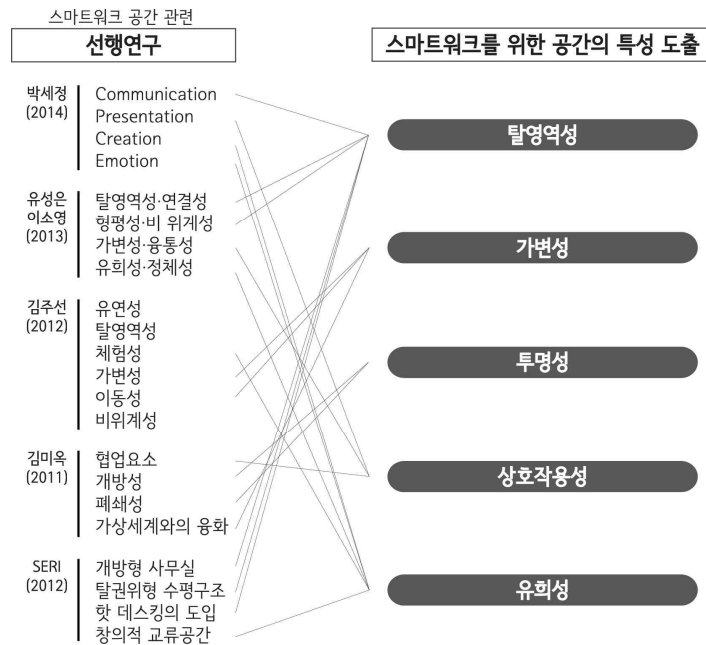 스마트워크 공간 관련
선행연구
스마트워크를 위한 공간의 특성 도출
박세정
(2014)
Communication
Presentation
Creation
Emotion
유성은
이소영
(2013)
탈영역성·연결성
형평성·비 위계성
가변성·융통성
유희성·정체성
김주선
(2012)
유연성
탈영역성
체험성
가변성
이동성
비위계성
김미옥
(2011)
협업요소
개방성
폐쇄성
가상세계와의 융화
SERI
(2012)
개방형 사무실
탈권위형 수평구조
핫 데스킹의 도입
창의적 교류공간
탈영역성
가변성
투명성
상호작용성
유희성